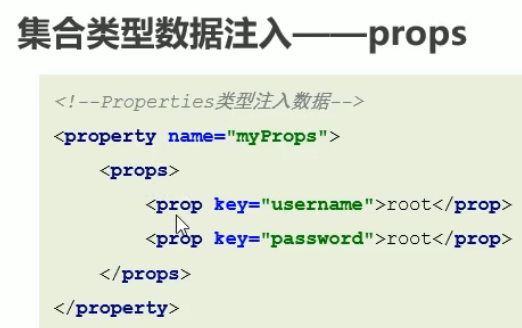 集合类型数据注入——props
<!--Properties类型注入数据-->
<property name="myProps">
<props>
<prop key="username">root</prop>
<prop key="password">root</prop>
</props>
</property>